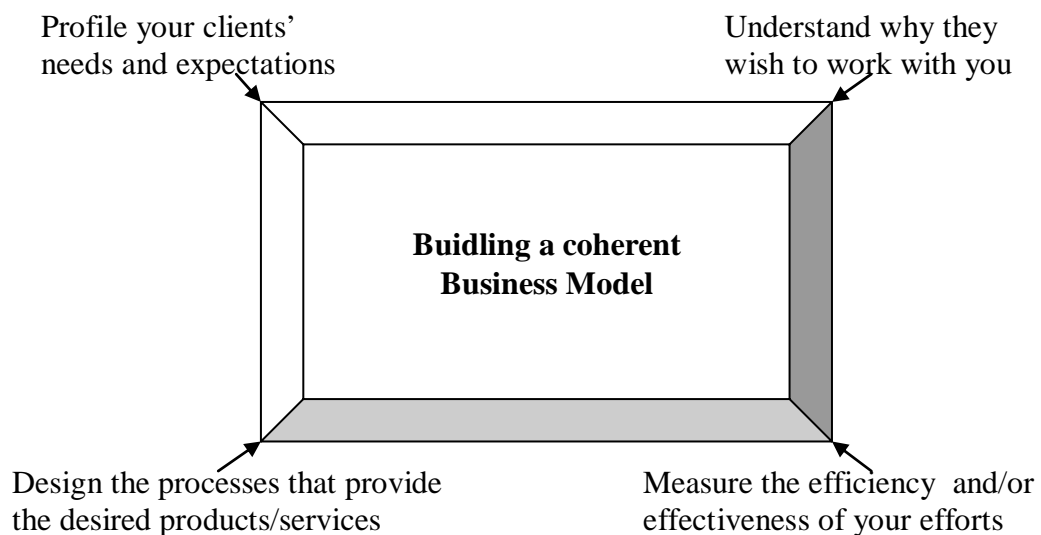 Profile your clients’
needs and expectations
Understand why they
wish to work with you
Buidling a coherent
Business Model
Design the processes that provide
the desired products/services
Measure the efficiency  and/or
effectiveness of your efforts